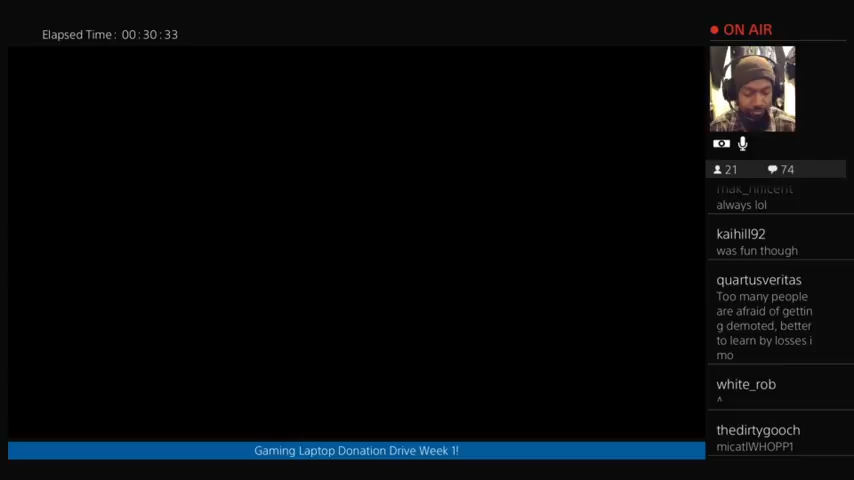 Elapsed Time: 00:30:33
ON AIR
21
74
always lol
kaihill92
was fun though
quartusveritas
Too many people
are afraid of gettin
g demoted, better
to learn by losses i
mo
white_rob
^
thedirtygooch
micatlWHOPP1
Gaming Laptop Donation Drive Week 1!